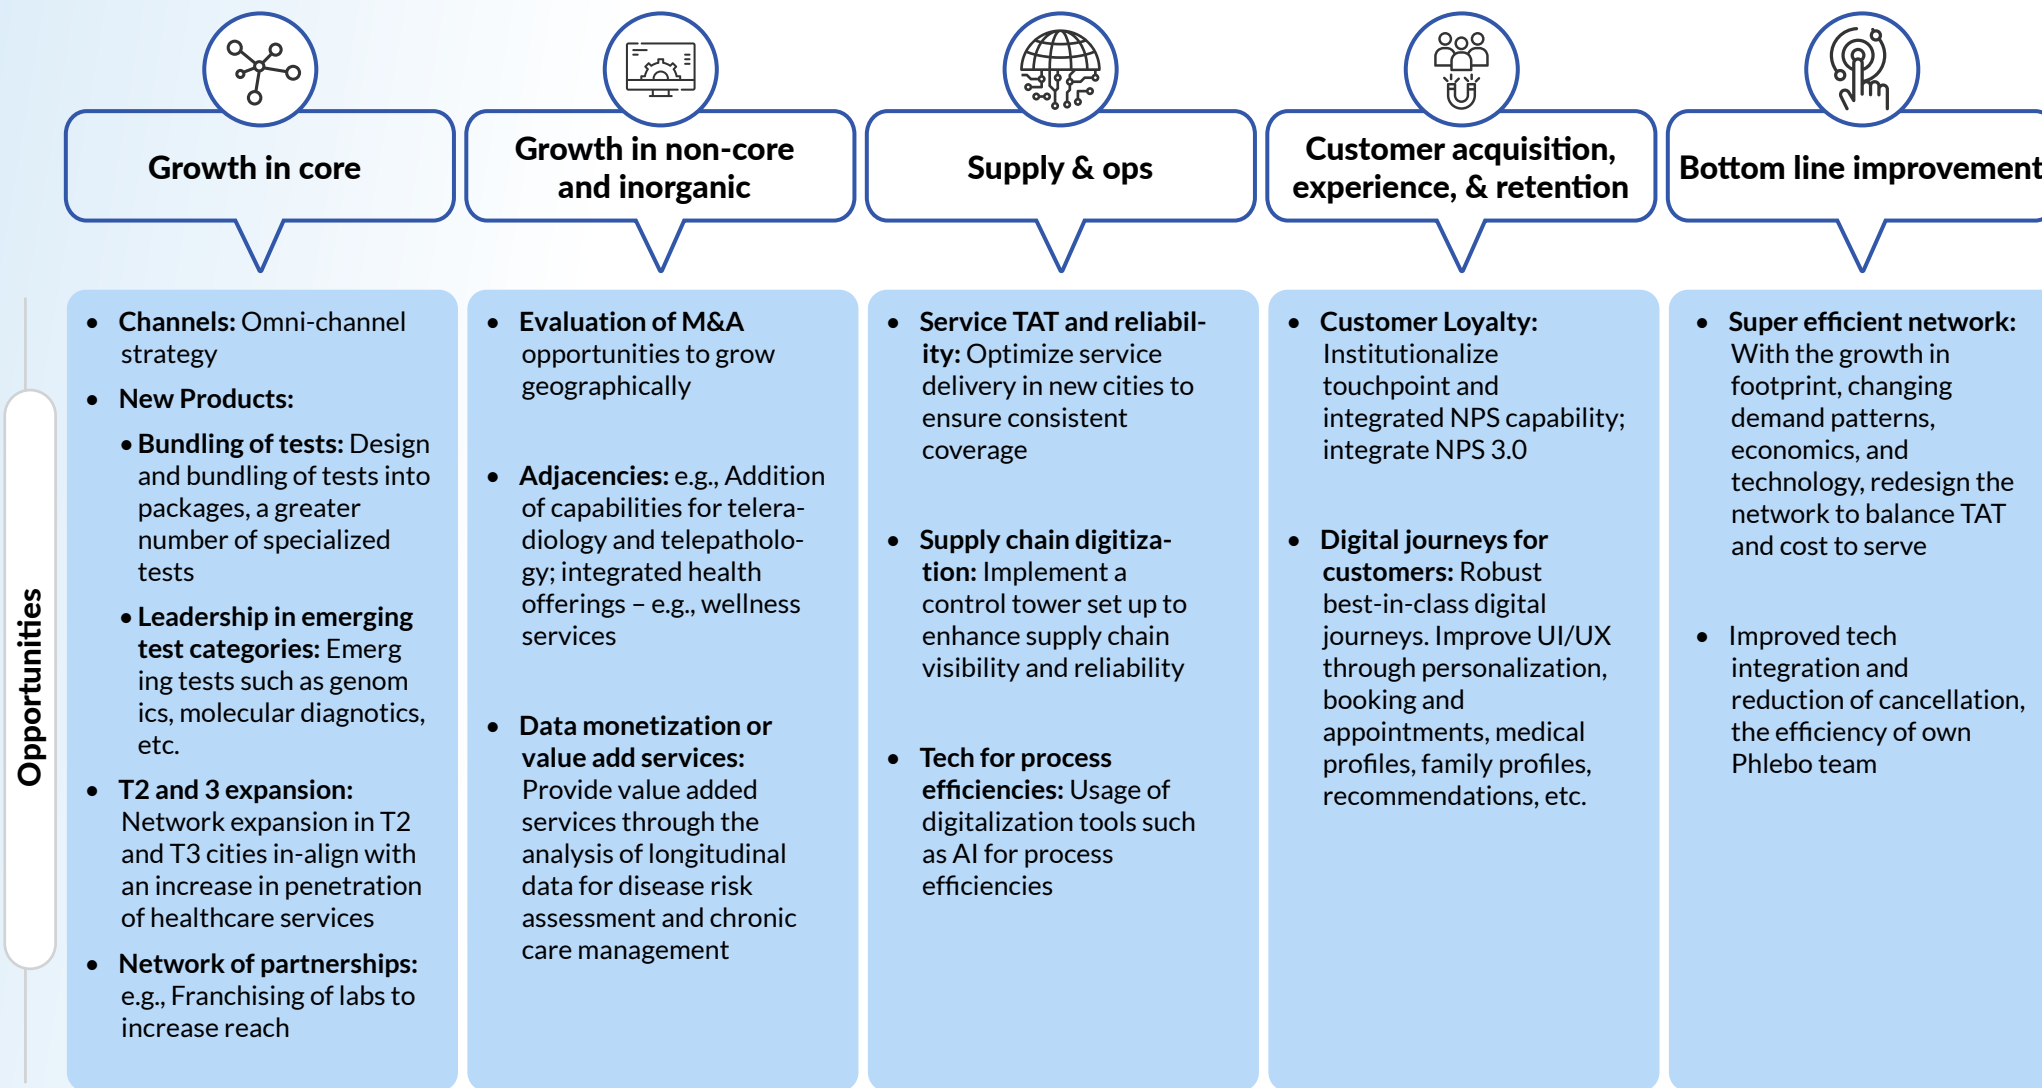 Growth in core
Growth in non-core
and inorganic
Supply & ops
Customer acquisition,
experience, & retention
Bottom line improvement
Opportunities
• Channels: Omni-channel
strategy
• New Products:
• Bundling of tests: Design
and bundling of tests into
packages, a greater
number of specialized
tests
• Leadership in emerging
test categories: Emerg
ing tests such as genom
ics, molecular diagnotics,
etc.
• T2 and 3 expansion:
Network expansion in T2
and T3 cities in-align with
an increase in penetration
of healthcare services
• Network of partnerships:
e.g., Franchising of labs to
increase reach
• Evaluation of M&A
opportunities to grow
geographically
• Adjacencies: e.g., Addition
of capabilities for telera-
diology and telepatholo-
gy; integrated health
offerings – e.g., wellness
services
• Data monetization or
value add services:
Provide value added
services through the
analysis of longitudinal
data for disease risk
assessment and chronic
care management
• Service TAT and reliabil-
ity: Optimize service
delivery in new cities to
ensure consistent
coverage
• Supply chain digitiza-
tion: Implement a
control tower set up to
enhance supply chain
visibility and reliability
• Tech for process
efficiencies: Usage of
digitalization tools such
as AI for process
efficiencies
• Customer Loyalty:
Institutionalize
touchpoint and
integrated NPS capability;
integrate NPS 3.0
• Digital journeys for
customers: Robust
best-in-class digital
journeys. Improve UI/UX
through personalization,
booking and
appointments, medical
profiles, family profiles,
recommendations, etc.
• Super efficient network:
With the growth in
footprint, changing
demand patterns,
economics, and
technology, redesign the
network to balance TAT
and cost to serve
• Improved tech
integration and
reduction of cancellation,
the efficiency of own
Phlebo team